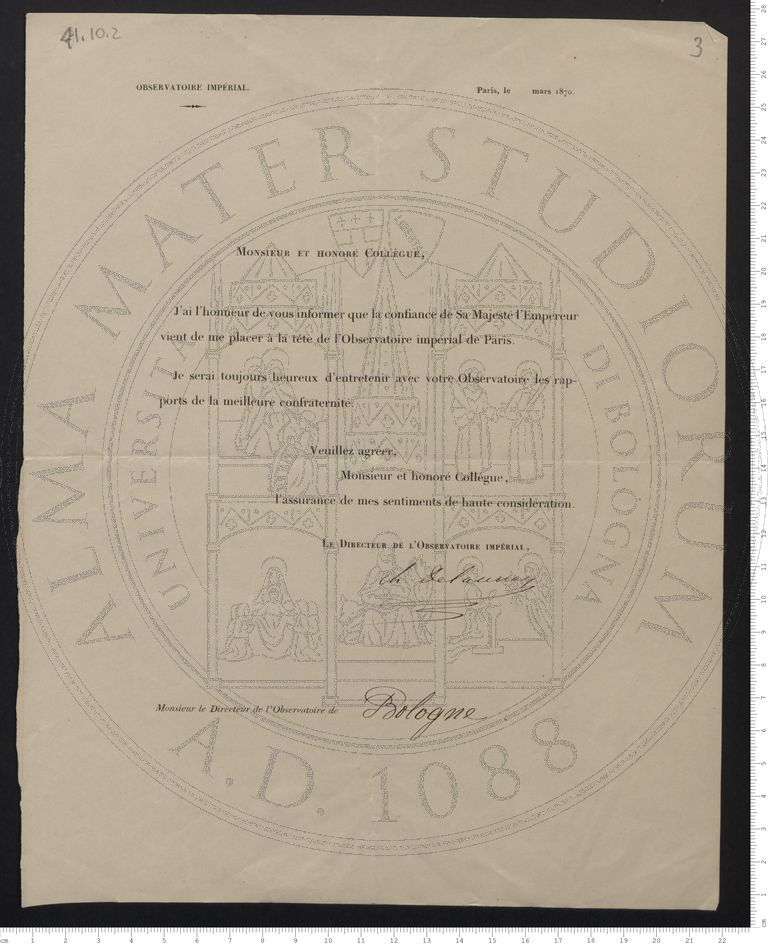 41.10.2
3
OBSERVATOIRE IMPÉRIAL.
Paris, le mars 1870.
MONSIEUR ET HONORÉ COLLÈGUE,
J'ai l'honneur de vous informer que la confiance de Sa Majesté l'Empereur
vient de me placer à la tête de l'Observatoire impérial de Paris.
Je serai toujours heureux d'entretenir avec votre Observatoire les rap-
ports de la meilleure confraternité.
Veuillez agréer,
Monsieur et honoré Collègue,
l'assurance de mes sentiments de haute considération.
LE DIRECTEUR DE L'OBSERVATOIRE IMPÉRIAL,
Ch. Delaunay
Monsieur le Directeur de l'Observatoire de Bologne
ALMA MATER STUDIORUM
UNIVERSITÀ DI BOLOGNA
A.D. 1088